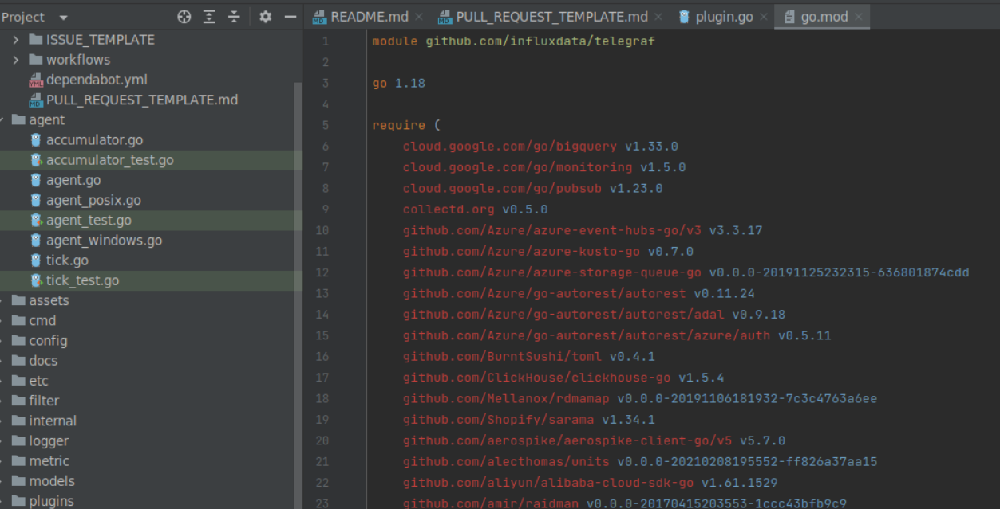 Project
ISSUE_TEMPLATE
workflows
dependabot.yml
PULL_REQUEST_TEMPLATE.md
agent
accumulator.go
accumulator_test.go
agent.go
agent_posix.go
agent_test.go
agent_windows.go
tick.go
tick_test.go
assets
cmd
config
docs
etc
filter
internal
logger
metric
models
plugins
README.md
PULL_REQUEST_TEMPLATE.md
plugin.go
go.mod
1 module github.com/influxdata/telegraf
2
3 go 1.18
4
5 require (
6 cloud.google.com/go/bigquery v1.33.0
7 cloud.google.com/go/monitoring v1.5.0
8 cloud.google.com/go/pubsub v1.23.0
9 collectd.org v0.5.0
10 github.com/Azure/azure-event-hubs-go/v3 v3.3.17
11 github.com/Azure/azure-kusto-go v0.7.0
12 github.com/Azure/azure-storage-queue-go v0.0.0-20191125232315-636801874cdd
13 github.com/Azure/go-autorest/autorest v0.11.24
14 github.com/Azure/go-autorest/autorest/adal v0.9.18
15 github.com/Azure/go-autorest/autorest/azure/auth v0.5.11
16 github.com/BurntSushi/toml v0.4.1
17 github.com/ClickHouse/clickhouse-go v1.5.4
18 github.com/Mellanox/rdmamap v0.0.0-20191106181932-7c3c4763a6ee
19 github.com/Shopify/sarama v1.34.1
20 github.com/aerospike/aerospike-client-go/v5 v5.7.0
21 github.com/alecthomas/units v0.0.0-20210208195552-ff826a37aa15
22 github.com/aliyun/alibaba-cloud-sdk-go v1.61.1529
23 github.com/amir/raidman v0.0.0-20170415203553-1ccc43bfb9c9